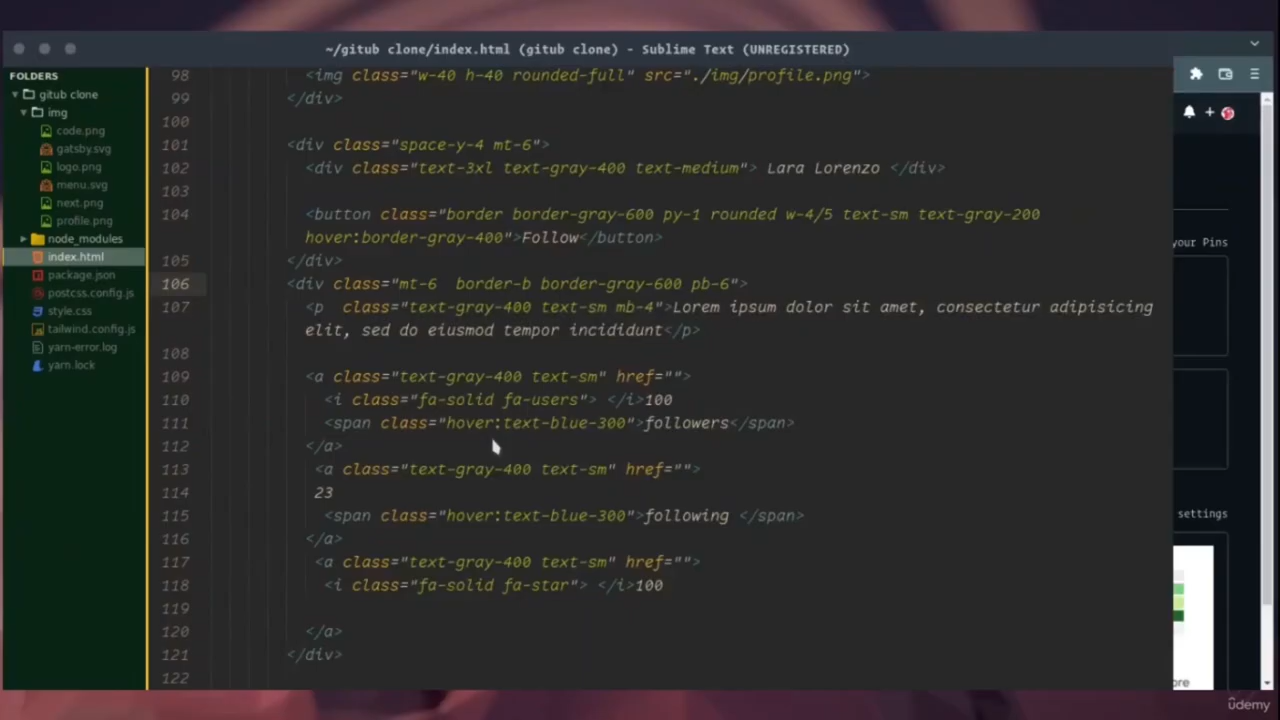 ~/gitub clone/index.html (gitub clone) - Sublime Text (UNREGISTERED)
FOLDERS
gitub clone
img
code.png
gatsby.svg
logo.png
menu.svg
next.png
profile.png
node_modules
index.html
package.json
postcss.config.js
style.css
tailwind.config.js
yarn-error.log
yarn.lock
98 <img class="w-40 h-40 rounded-full" src="./img/profile.png">
99 </div>
100
101 <div class="space-y-4 mt-6">
102 <div class="text-3xl text-gray-400 text-medium"> Lara Lorenzo </div>
103
104 <button class="border border-gray-600 py-1 rounded w-4/5 text-sm text-gray-200
hover:border-gray-400">Follow</button>
105 </div>
106 <div class="mt-6  border-b border-gray-600 pb-6">
107 <p  class="text-gray-400 text-sm mb-4">Lorem ipsum dolor sit amet, consectetur adipisicing
elit, sed do eiusmod tempor incididunt</p>
108
109 <a class="text-gray-400 text-sm" href="">
110 <i class="fa-solid fa-users"> </i>100
111 <span class="hover:text-blue-300">followers</span>
112 </a>
113 <a class="text-gray-400 text-sm" href="">
114 23
115 <span class="hover:text-blue-300">following </span>
116 </a>
117 <a class="text-gray-400 text-sm" href="">
118 <i class="fa-solid fa-star"> </i>100
119
120 </a>
121 </div>
122
your Pins
settings
ûdemy